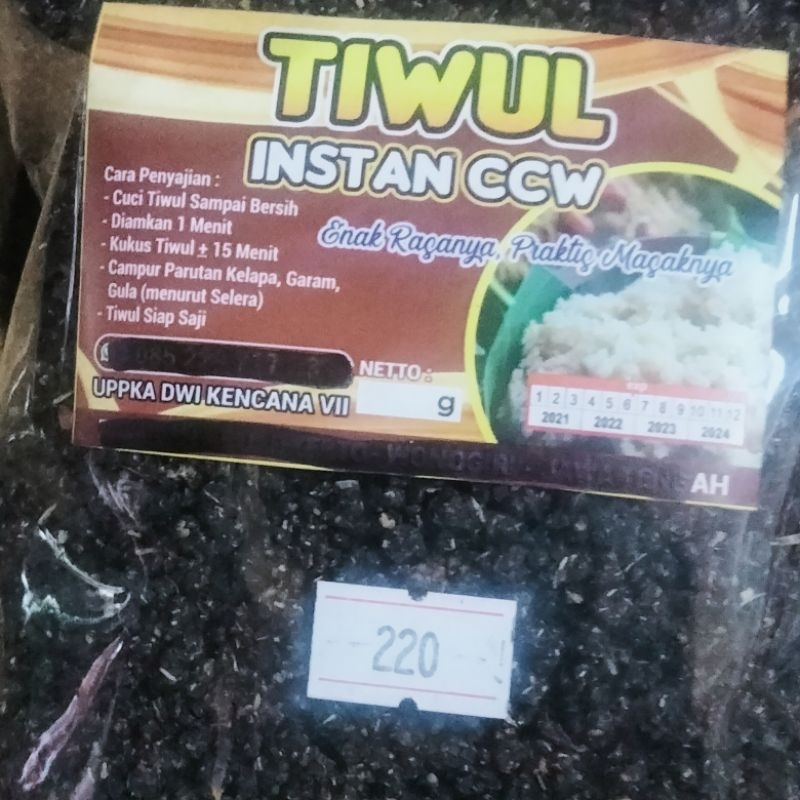 TIWUL
INSTAN CCW
Enak Raçanya, Praktiç Maçaknya
Cara Penyajian :
- Cuci Tiwul Sampai Bersih
- Diamkan 1 Menit
- Kukus Tiwul ± 15 Menit
- Campur Parutan Kelapa, Garam,
Gula (menurut Selera)
- Tiwul Siap Saji
NETTO :
UPPKA DWI KENCANA VII
g
exp
1 2 3 4 5 6 7 8 9 10 11 12
2021 2022 2023 2024
AH
220